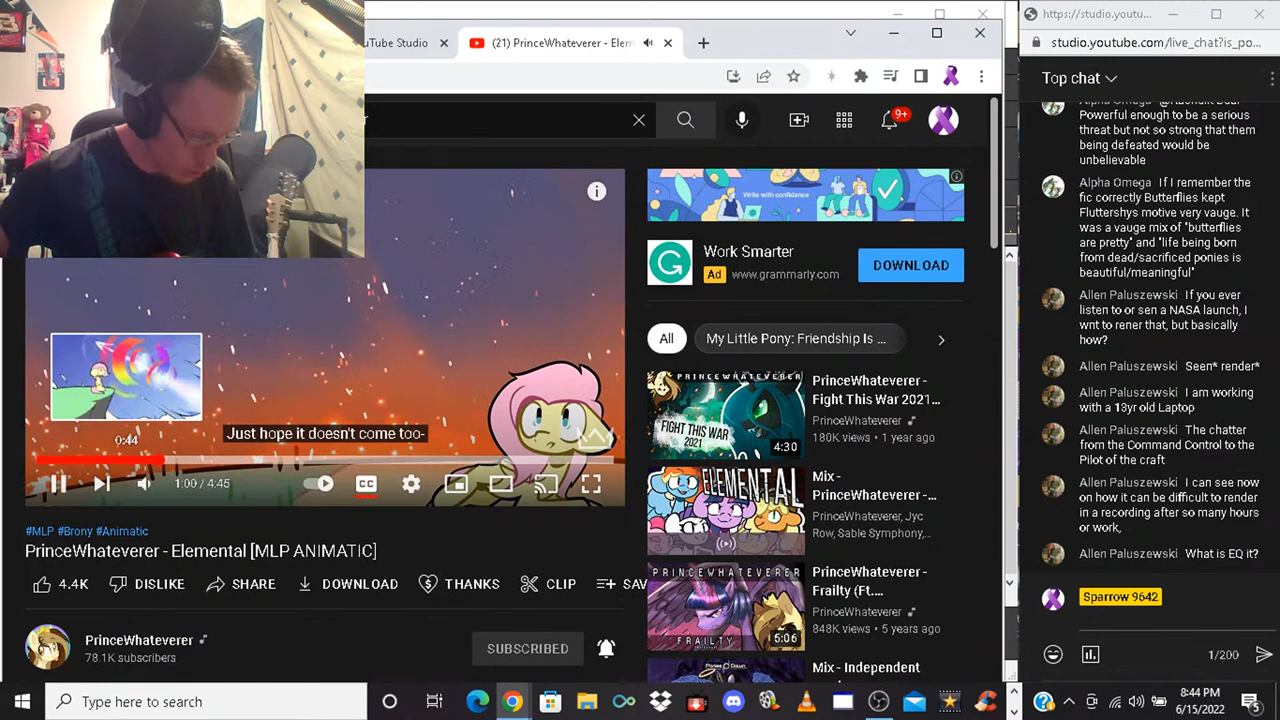 https://studio.youtu...
uTube Studio
(21) PrinceWhateverer - Elem
studio.youtube.com/live_chat?is_po...
Top chat
9+
Powerful enough to be a serious
threat but not so strong that them
being defeated would be
unbelievable
Alpha Omega If I remember the
fic correctly Butterflies kept
Fluttershys motive very vauge. It
was a vauge mix of "butterflies
are pretty" and "life being born
from dead/sacrificed ponies is
beautiful/meaningful"
Allen Paluszewski If you ever
listen to or sen a NASA launch, I
wnt to rener that, but basically
how?
Allen Paluszewski Seen* render*
Allen Paluszewski I am working
with a 13yr old Laptop
Allen Paluszewski The chatter
from the Command Control to the
Pilot of the craft
Allen Paluszewski I can see now
on how it can be difficult to render
in a recording after so many hours
or work,
Allen Paluszewski What is EQ it?
Sparrow 9642
1/200
Write with confidence
Work Smarter
Ad www.grammarly.com
DOWNLOAD
All
My Little Pony: Friendship Is ...
PRINCEWHATEVERER
FIGHT THIS WAR
2021
4:30
PrinceWhateverer -
Fight This War 2021...
PrinceWhateverer
180K views • 1 year ago
ELEMENTAL
Mix -
PrinceWhateverer -...
PrinceWhateverer, Jyc
Row, Sable Symphony,...
PRINCEWHATEVERER
FRAILTY
5:06
PrinceWhateverer -
Frailty (Ft....
PrinceWhateverer
848K views • 5 years ago
Mix - Independent
Just hope it doesn't come too-
0:44
1:00 / 4:45
CC
#MLP #Brony #Animatic
PrinceWhateverer - Elemental [MLP ANIMATIC]
4.4K
DISLIKE
SHARE
DOWNLOAD
THANKS
CLIP
SAV
PrinceWhateverer
78.1K subscribers
SUBSCRIBED
Type here to search
8:44 PM
6/15/2022
5